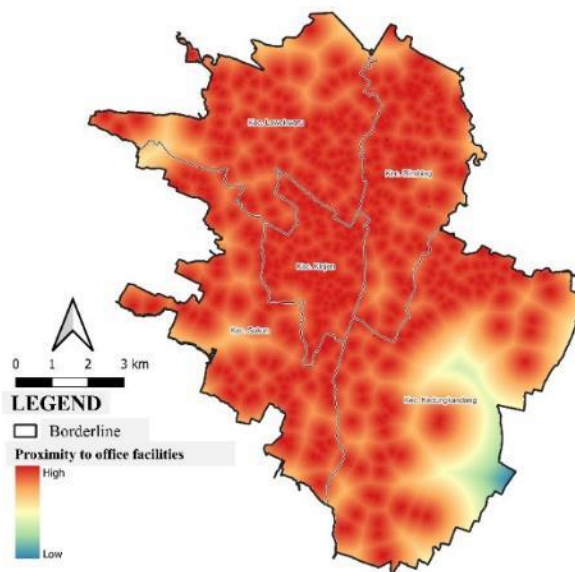 Kec. Lowokwaru
Kec. Blimbing
Kec. Klojen
Kec. Sukun
Kec. Kedungkandang
0 1 2 3 km
LEGEND
Borderline
Proximity to office facilities
High
Low